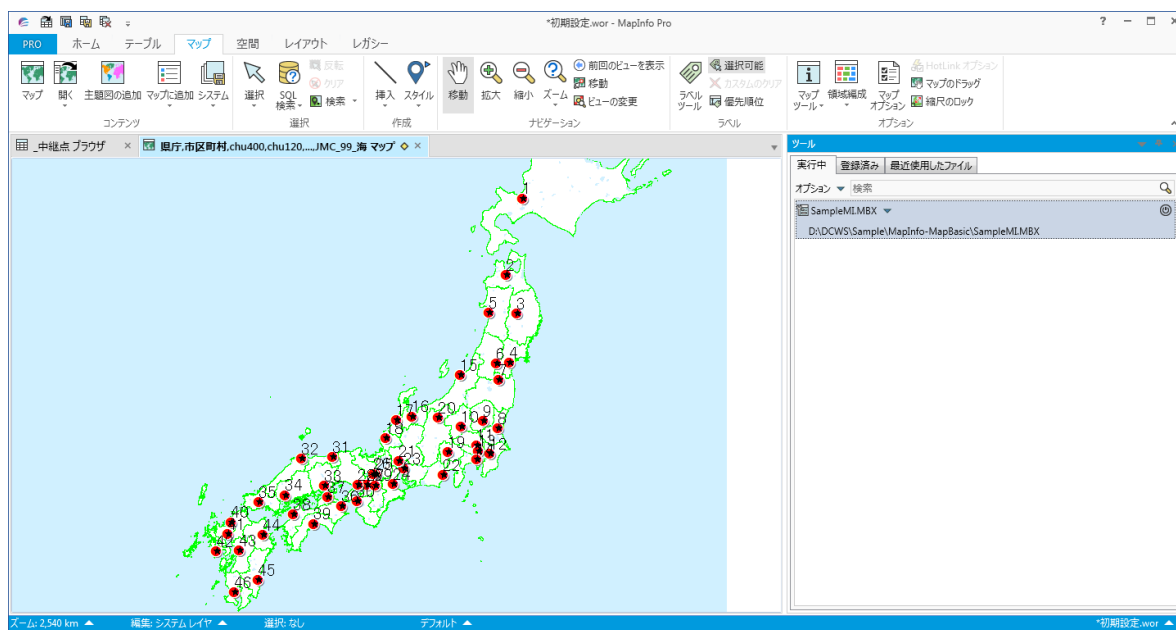 *初期設定.wor - MapInfo Pro
PRO ホーム テーブル マップ 空間 レイアウト レガシー
マップ 開く 主題図の追加 マップに追加 システム
選択 SQL 検索 反転 クリア 検索
挿入 スタイル
移動 拡大 縮小 ズーム 前回のビューを表示 移動 ビューの変更
ラベル ツール 選択可能 カスタムのクリア 優先順位
マップ ツール 領域編成 マップ オプション HotLink オプション マップのドラッグ 縮尺のロック
コンテンツ 選択 作成 ナビゲーション ラベル オプション
_中継点 ブラウザ × 県庁,市区町村,chu400,chu120,...,JMC_99_海 マップ ×
ツール
実行中 登録済み 最近使用したファイル
オプション 検索
SampleMI.MBX
D:\DCWS\Sample\MapInfo-MapBasic\SampleMI.MBX
1
2
5 3
6 4
15 7
17 16 20 10 9 8
18 19 12
21 23 22
32 31
33 24
35 34 37 36
38 39
40
41 44
42 43
45
46
ズーム: 2,540 km 編集: システム レイヤ 選択: なし デフォルト *初期設定.wor